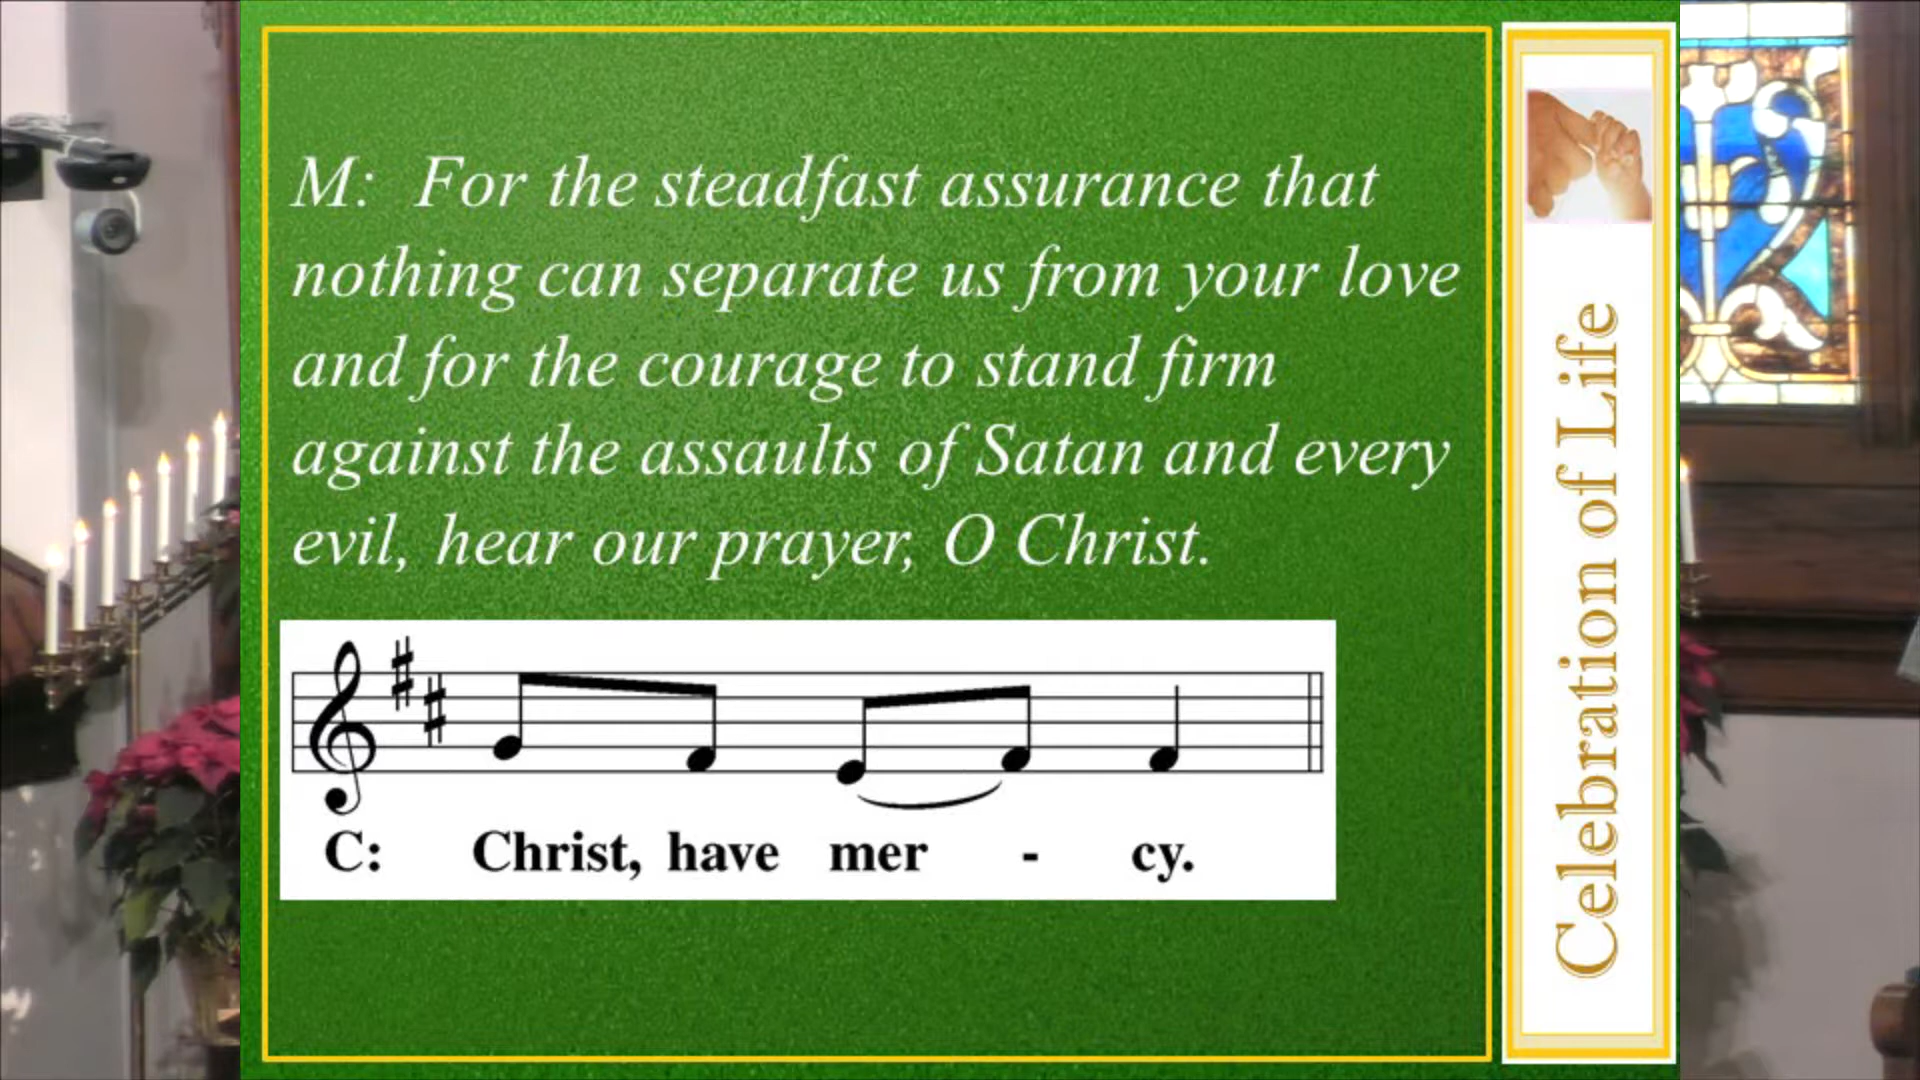 M: For the steadfast assurance that
nothing can separate us from your love
and for the courage to stand firm
against the assaults of Satan and every
evil, hear our prayer, O Christ.
C: Christ, have mer - cy.
Celebration of Life